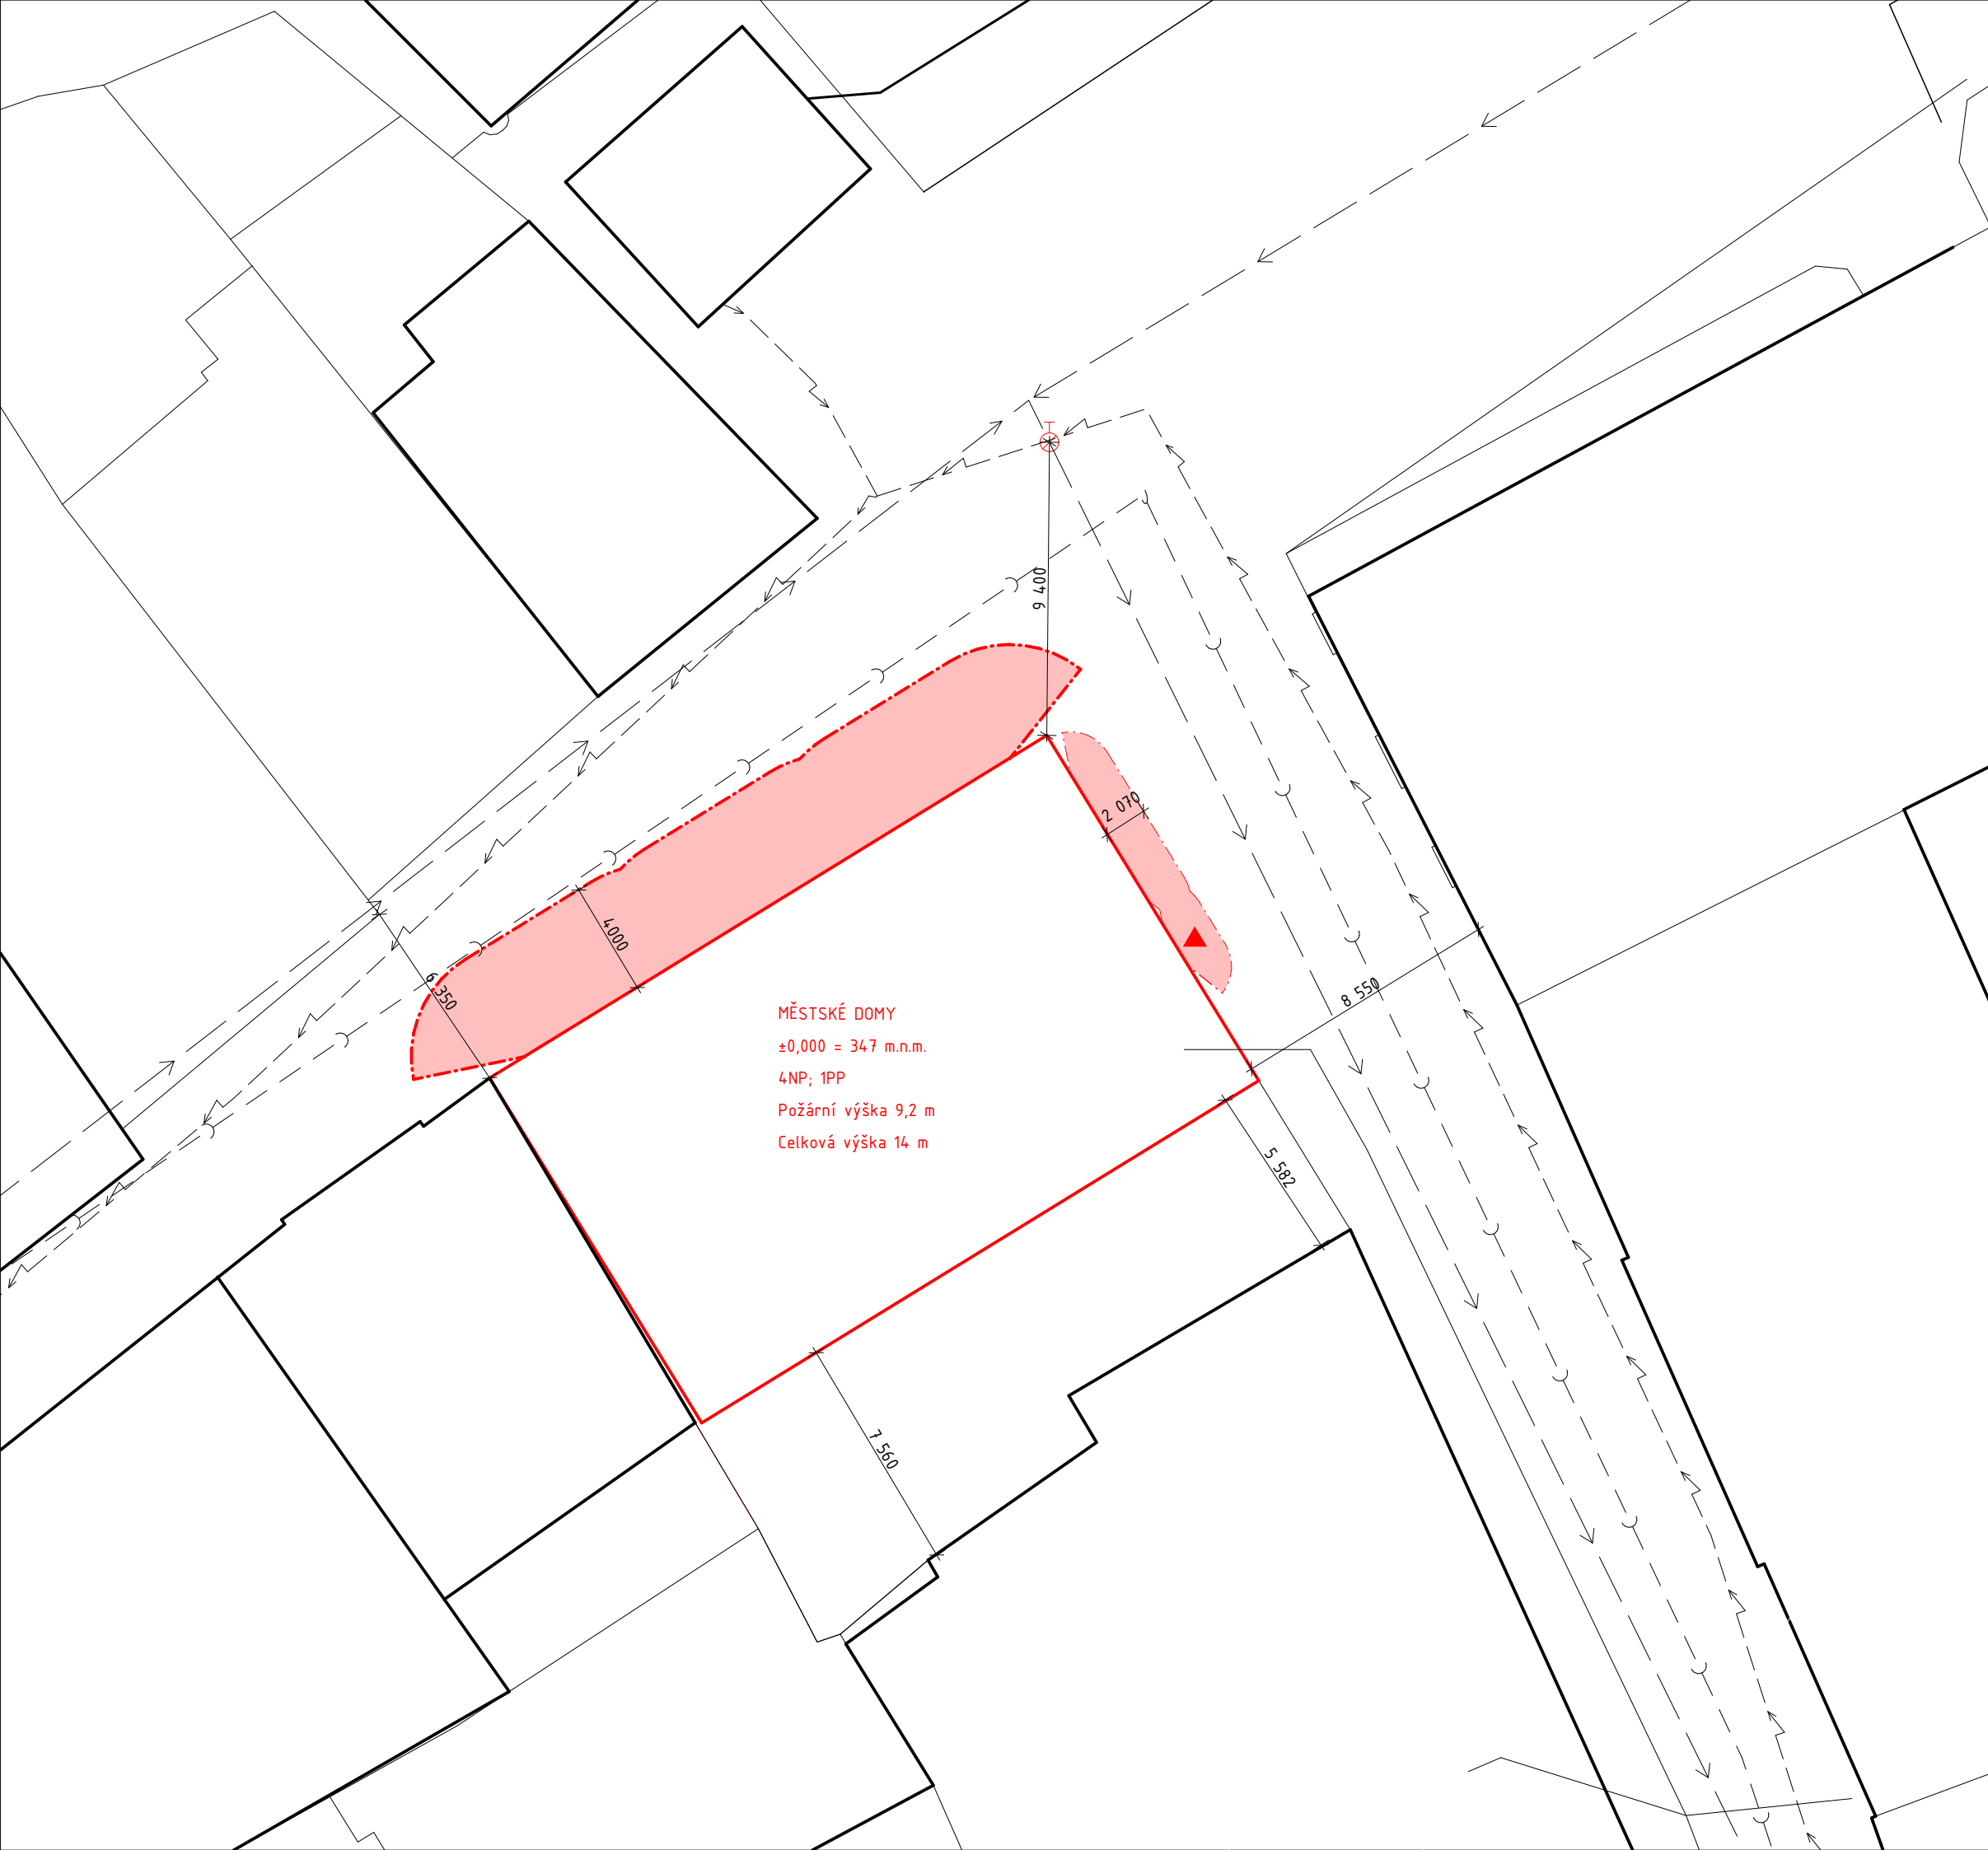 9 400
2 070
4000
6 350
8 550
MĚSTSKÉ DOMY
±0,000 = 347 m.n.m.
4NP; 1PP
Požární výška 9,2 m
Celková výška 14 m
5 582
7 560